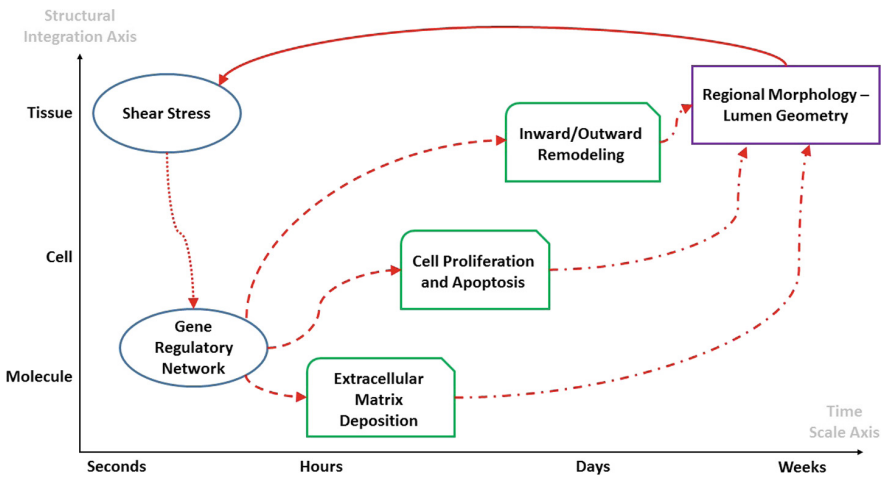 Structural
Integration Axis
Tissue
Shear Stress
Regional Morphology –
Lumen Geometry
Inward/Outward
Remodeling
Cell
Cell Proliferation
and Apoptosis
Gene
Regulatory
Network
Molecule
Extracellular
Matrix
Deposition
Time
Scale Axis
Seconds
Hours
Days
Weeks